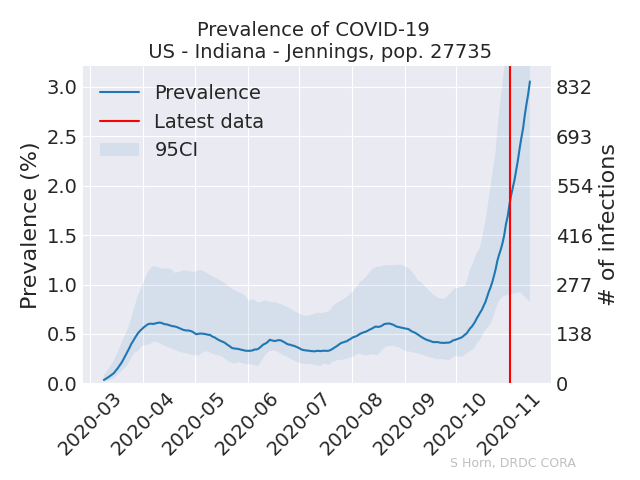 Prevalence of COVID-19
US - Indiana - Jennings, pop. 27735
Prevalence
Latest data
95CI
Prevalence (%)
3.0
2.5
2.0
1.5
1.0
0.5
0.0
832
693
554
416
277
138
0
# of infections
2020-03
2020-04
2020-05
2020-06
2020-07
2020-08
2020-09
2020-10
2020-11
S Horn, DRDC CORA